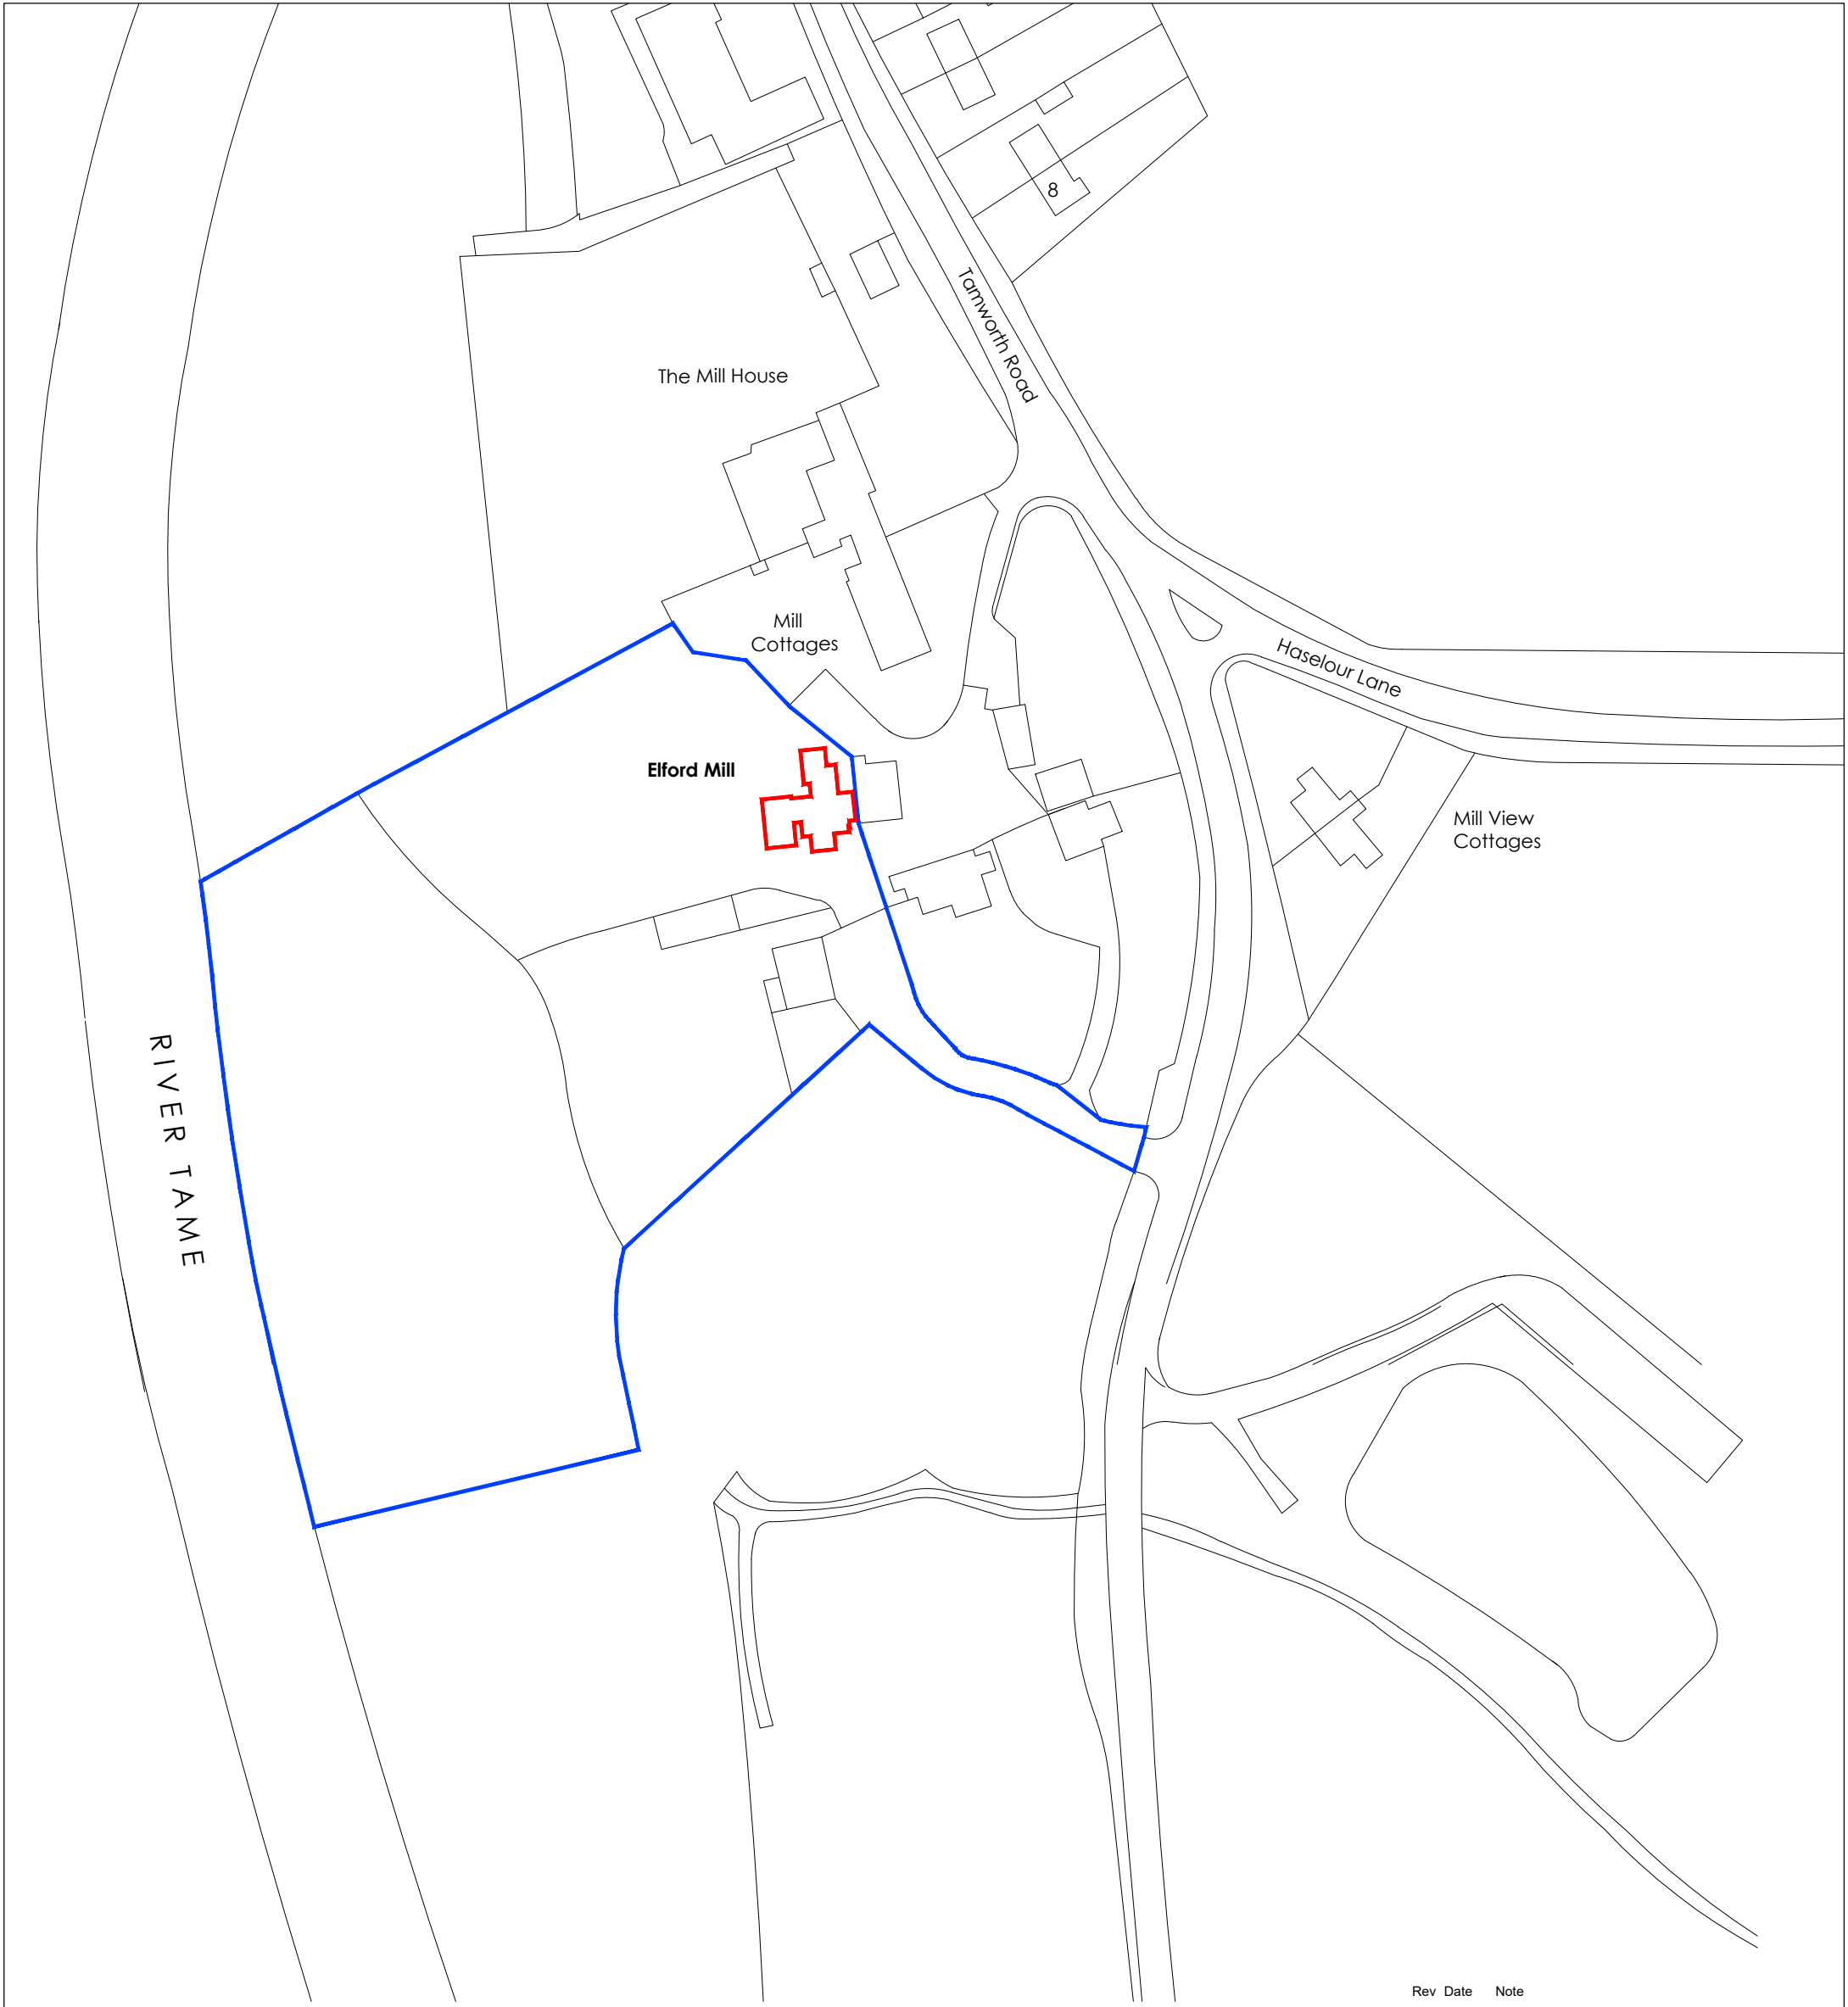 8
Tamworth Road
The Mill House
Mill
Cottages
Haselour Lane
Elford Mill
Mill View
Cottages
RIVER TAME
Rev Date Note